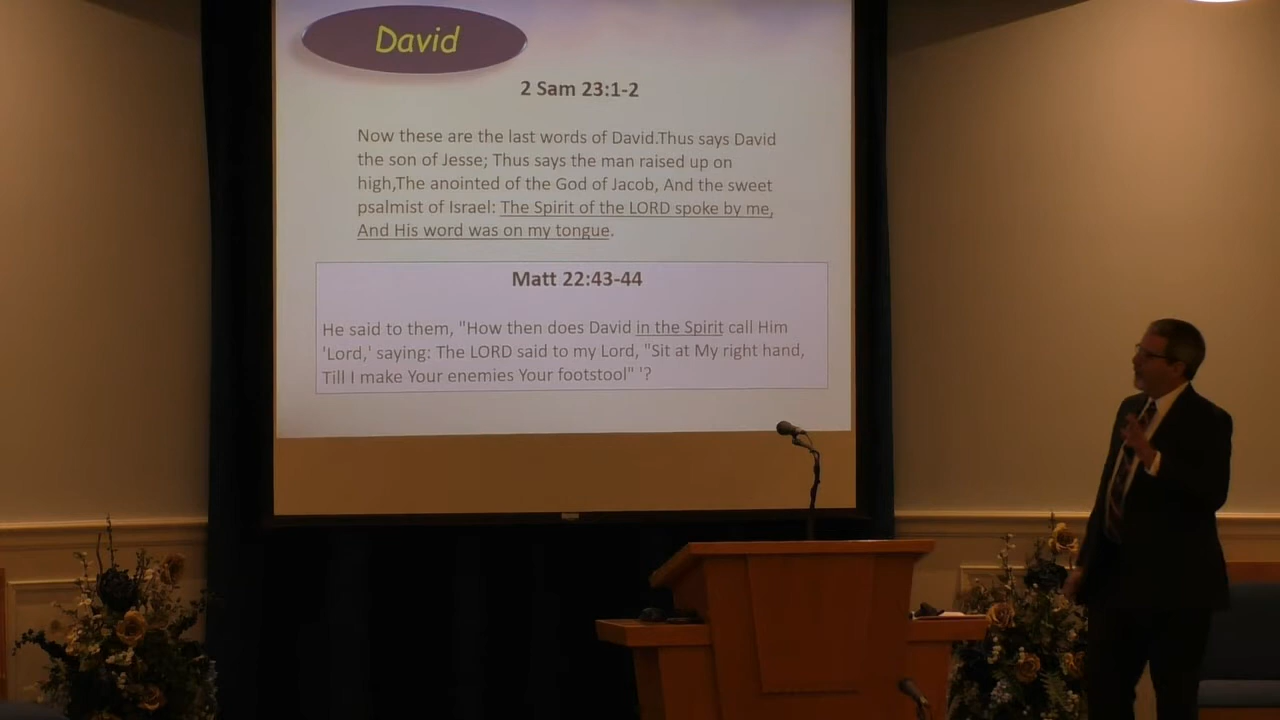 David
2 Sam 23:1-2
Now these are the last words of David.Thus says David
the son of Jesse; Thus says the man raised up on
high,The anointed of the God of Jacob, And the sweet
psalmist of Israel: The Spirit of the LORD spoke by me,
And His word was on my tongue.
Matt 22:43-44
He said to them, "How then does David in the Spirit call Him
'Lord,' saying: The LORD said to my Lord, "Sit at My right hand,
Till I make Your enemies Your footstool" '?